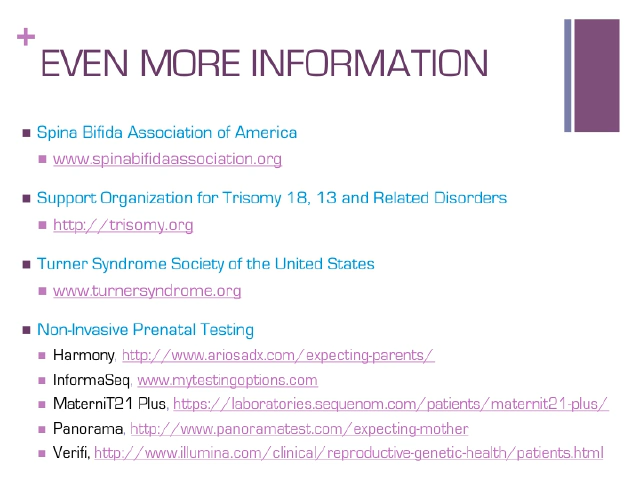 +
EVEN MORE INFORMATION
Spina Bifida Association of America
www.spinabifidaassociation.org
Support Organization for Trisomy 18, 13 and Related Disorders
http://trisomy.org
Turner Syndrome Society of the United States
www.turnersyndrome.org
Non-Invasive Prenatal Testing
Harmony, http://www.ariosadx.com/expecting-parents/
InformaSeq, www.mytestingoptions.com
MaterniT21 Plus, https://laboratories.sequenom.com/patients/maternit21-plus/
Panorama, http://www.panoramatest.com/expecting-mother
Verifi, http://www.illumina.com/clinical/reproductive-genetic-health/patients.html